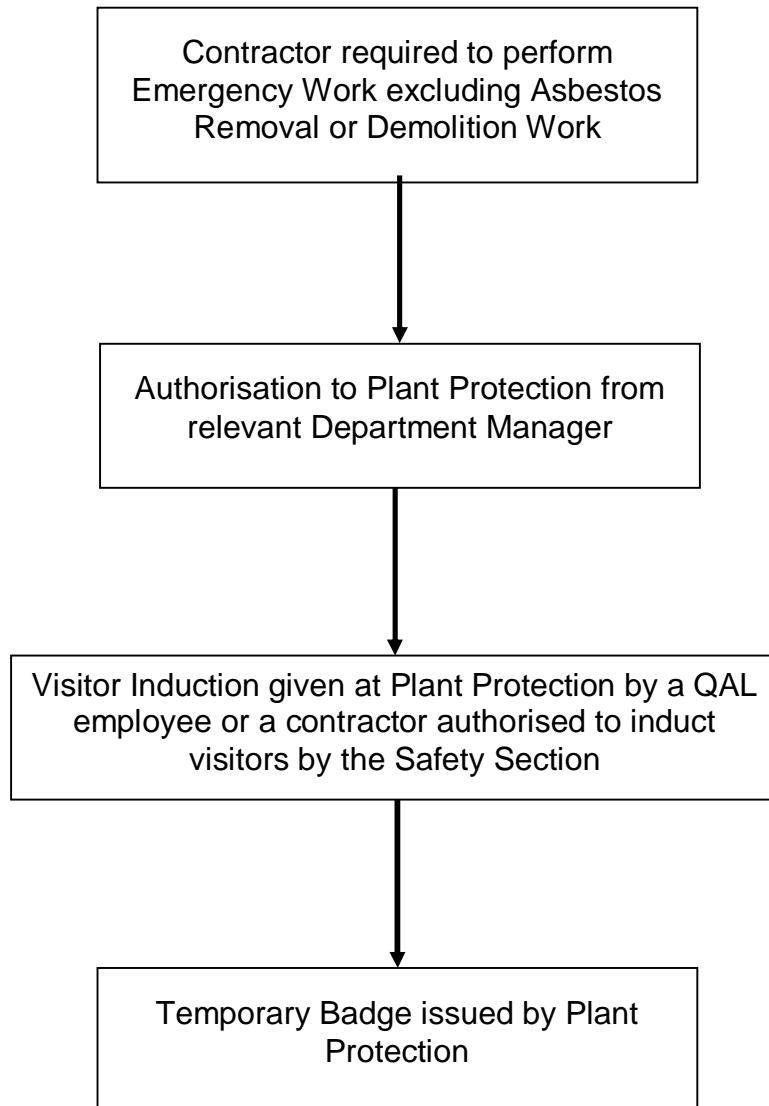 Contractor required to perform
Emergency Work excluding Asbestos
Removal or Demolition Work
Authorisation to Plant Protection from
relevant Department Manager
Visitor Induction given at Plant Protection by a QAL
employee or a contractor authorised to induct
visitors by the Safety Section
Temporary Badge issued by Plant
Protection